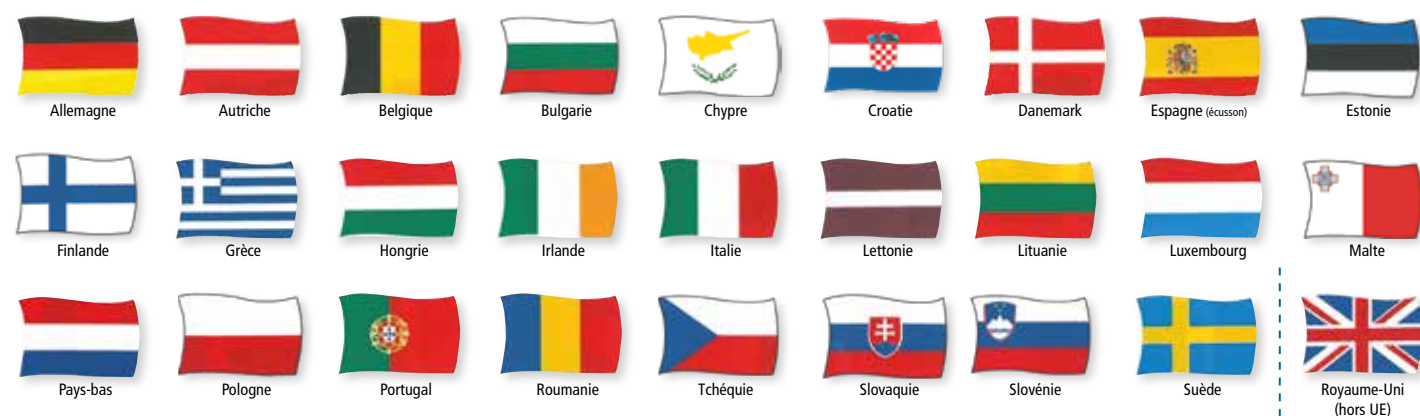 Allemagne
Autriche
Belgique
Bulgarie
Chypre
Croatie
Danemark
Espagne (écusson)
Estonie
Finlande
Grèce
Hongrie
Irlande
Italie
Lettonie
Lituanie
Luxembourg
Malte
Pays-bas
Pologne
Portugal
Roumanie
Tchéquie
Slovaquie
Slovénie
Suède
Royaume-Uni
(hors UE)